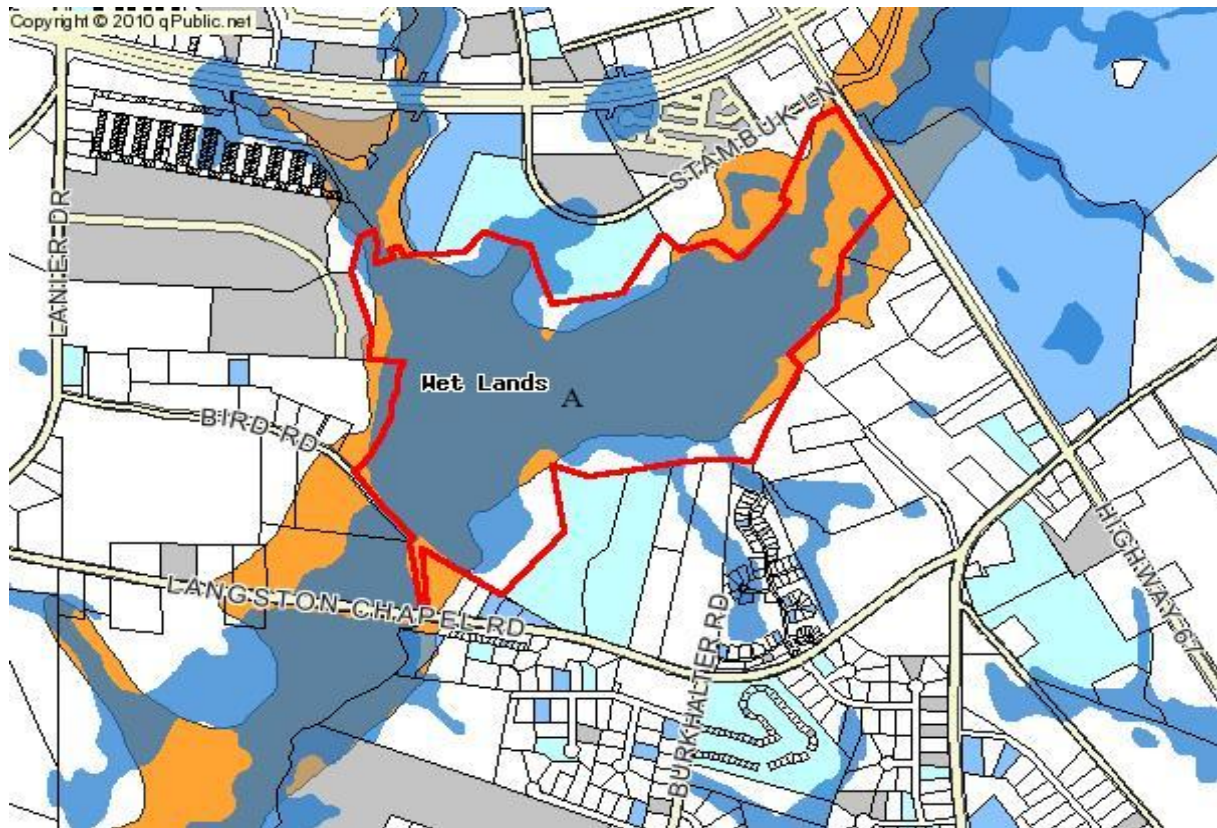 Copyright © 2010 qPublic.net
STAMBUK LN
LANIER DR
Wet Lands
A
BIRD RD
HIGHWAY 67
LANGSTON CHAPEL RD
BURKHALTER RD